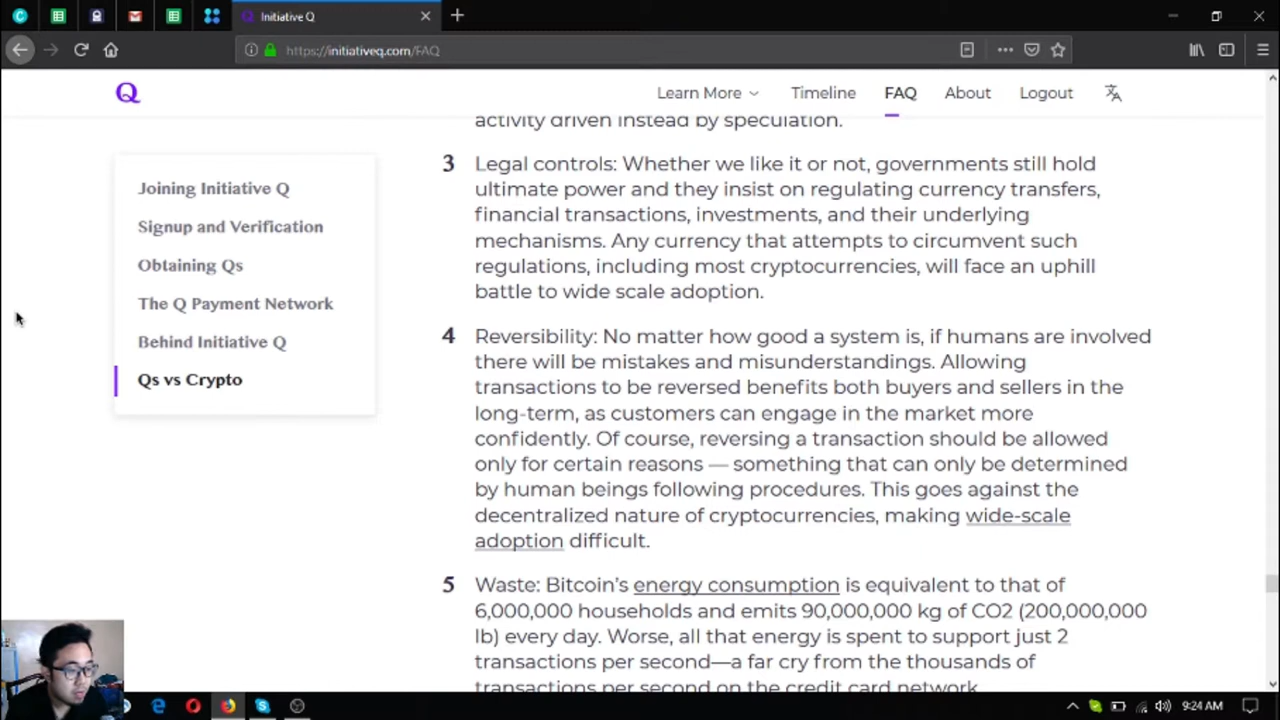 Initiative Q
https://initiativeq.com/FAQ
Q
Learn More
Timeline
FAQ
About
Logout
Joining Initiative Q
Signup and Verification
Obtaining Qs
The Q Payment Network
Behind Initiative Q
Qs vs Crypto
activity driven instead by speculation.
3 Legal controls: Whether we like it or not, governments still hold
ultimate power and they insist on regulating currency transfers,
financial transactions, investments, and their underlying
mechanisms. Any currency that attempts to circumvent such
regulations, including most cryptocurrencies, will face an uphill
battle to wide scale adoption.
4 Reversibility: No matter how good a system is, if humans are involved
there will be mistakes and misunderstandings. Allowing
transactions to be reversed benefits both buyers and sellers in the
long-term, as customers can engage in the market more
confidently. Of course, reversing a transaction should be allowed
only for certain reasons — something that can only be determined
by human beings following procedures. This goes against the
decentralized nature of cryptocurrencies, making wide-scale
adoption difficult.
5 Waste: Bitcoin's energy consumption is equivalent to that of
6,000,000 households and emits 90,000,000 kg of CO2 (200,000,000
lb) every day. Worse, all that energy is spent to support just 2
transactions per second—a far cry from the thousands of
transactions per second on the credit card network.
9:24 AM